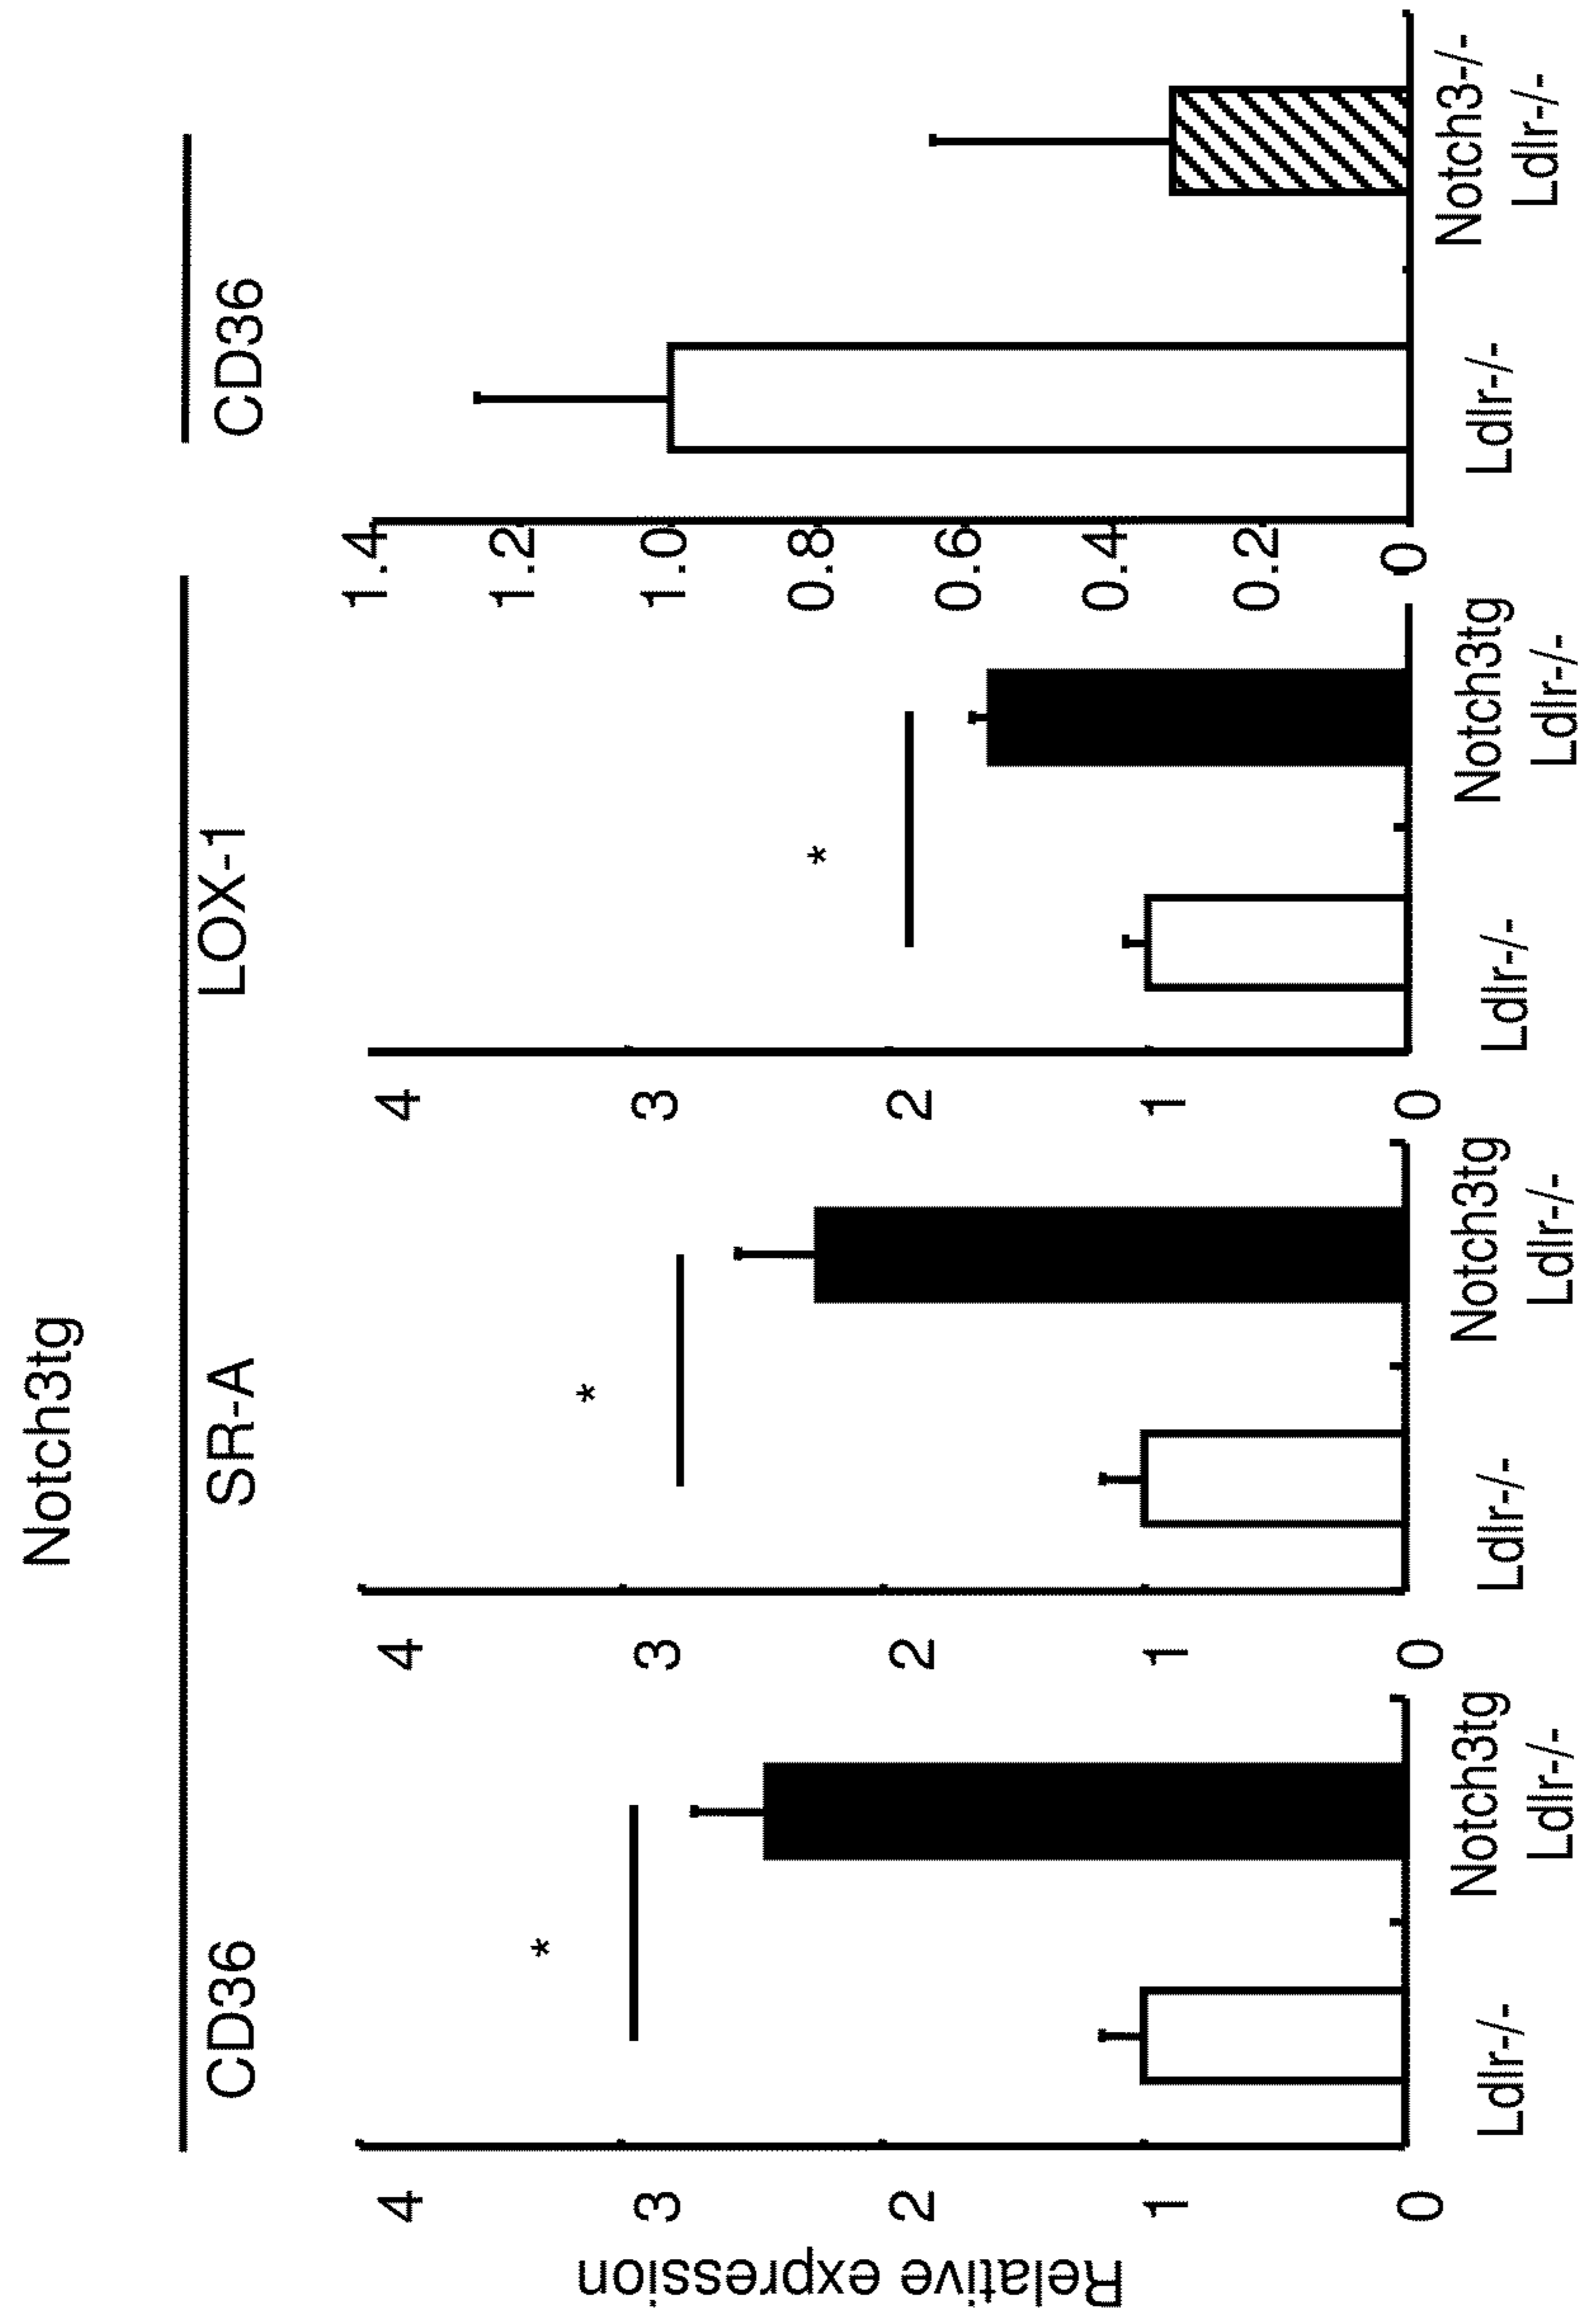 Notch3tg
CD36 SR-A LOX-1 CD36
Relative expression
4 4 4 1.4
1.2
3 3 3 1.0
0.8
2 2 2 0.6
1 1 1 0.4
0.2
0 0 0 0
* * *
Ldlr-/- Notch3tg Ldlr-/- Notch3tg Ldlr-/- Notch3tg Ldlr-/- Notch3-/-
Ldlr-/- Ldlr-/- Ldlr-/- Ldlr-/-